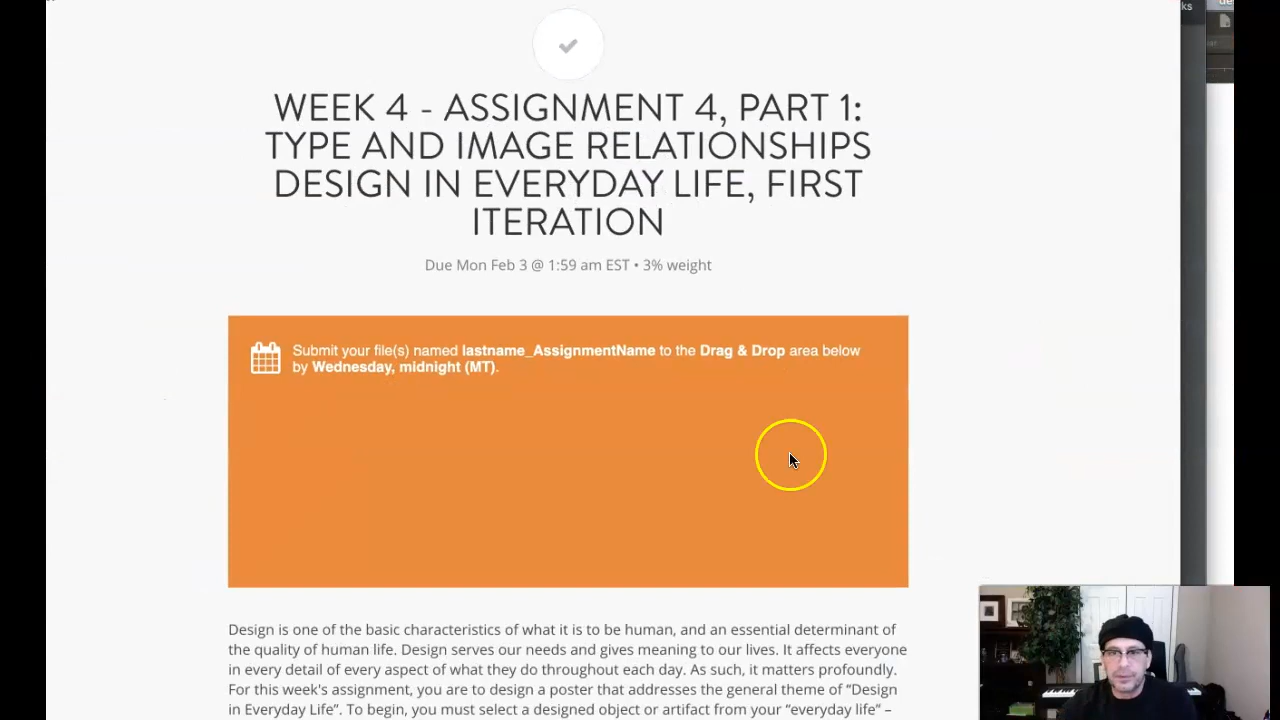 ks
WEEK 4 - ASSIGNMENT 4, PART 1:
TYPE AND IMAGE RELATIONSHIPS
DESIGN IN EVERYDAY LIFE, FIRST
ITERATION
Due Mon Feb 3 @ 1:59 am EST • 3% weight
Submit your file(s) named lastname_AssignmentName to the Drag & Drop area below
by Wednesday, midnight (MT).
Design is one of the basic characteristics of what it is to be human, and an essential determinant of
the quality of human life. Design serves our needs and gives meaning to our lives. It affects everyone
in every detail of every aspect of what they do throughout each day. As such, it matters profoundly.
For this week's assignment, you are to design a poster that addresses the general theme of “Design
in Everyday Life”. To begin, you must select a designed object or artifact from your “everyday life” –